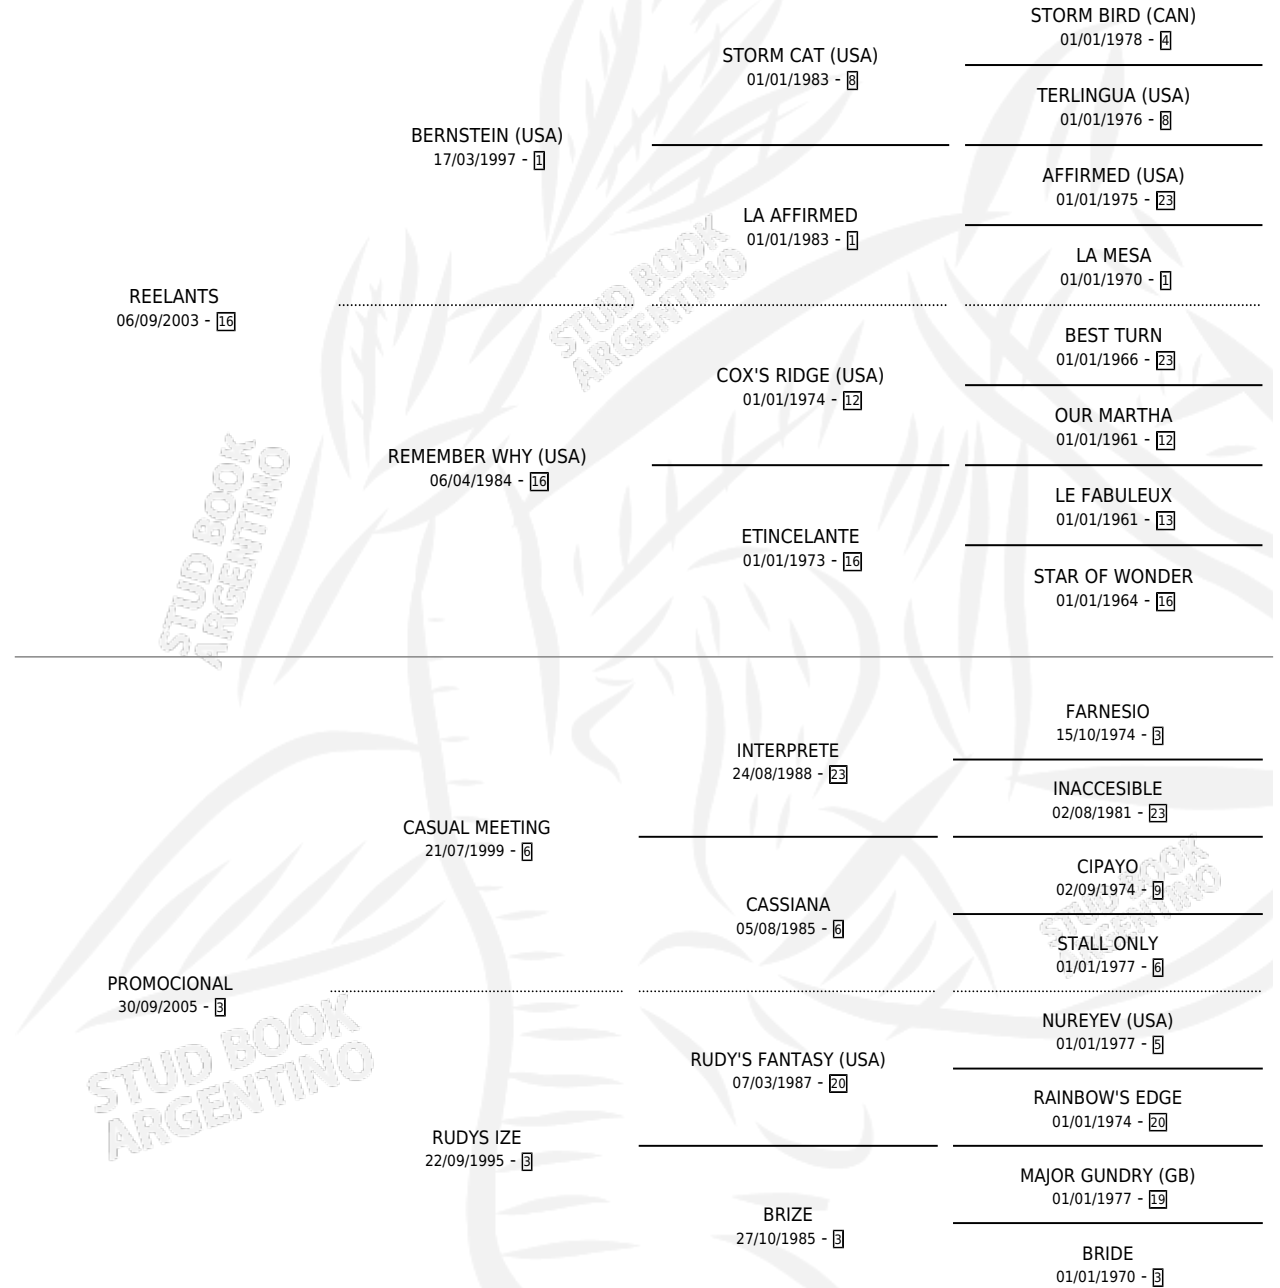 STORM BIRD (CAN)
01/01/1978 - 4
STORM CAT (USA)
01/01/1983 - 8
TERLINGUA (USA)
01/01/1976 - 8
BERNSTEIN (USA)
17/03/1997 - 1
AFFIRMED (USA)
01/01/1975 - 23
LA AFFIRMED
01/01/1983 - 1
LA MESA
01/01/1970 - 1
REELANTS
06/09/2003 - 16
BEST TURN
01/01/1966 - 23
COX'S RIDGE (USA)
01/01/1974 - 12
OUR MARTHA
01/01/1961 - 12
REMEMBER WHY (USA)
06/04/1984 - 16
LE FABULEUX
01/01/1961 - 13
ETINCELANTE
01/01/1973 - 16
STAR OF WONDER
01/01/1964 - 16
STUD BOOK
ARGENTINO
STUD BOOK
ARGENTINO
FARNESIO
15/10/1974 - 3
INTERPRETE
24/08/1988 - 23
INACCESIBLE
02/08/1981 - 23
CASUAL MEETING
21/07/1999 - 6
CIPAYO
02/09/1974 - 9
CASSIANA
05/08/1985 - 6
STALL ONLY
01/01/1977 - 6
STUD BOOK
ARGENTINO
PROMOCIONAL
30/09/2005 - 3
NUREYEV (USA)
01/01/1977 - 5
RUDY'S FANTASY (USA)
07/03/1987 - 20
RAINBOW'S EDGE
01/01/1974 - 20
RUDYS IZE
22/09/1995 - 3
MAJOR GUNDRY (GB)
01/01/1977 - 19
BRIZE
27/10/1985 - 3
BRIDE
01/01/1970 - 3
STUD BOOK
ARGENTINO